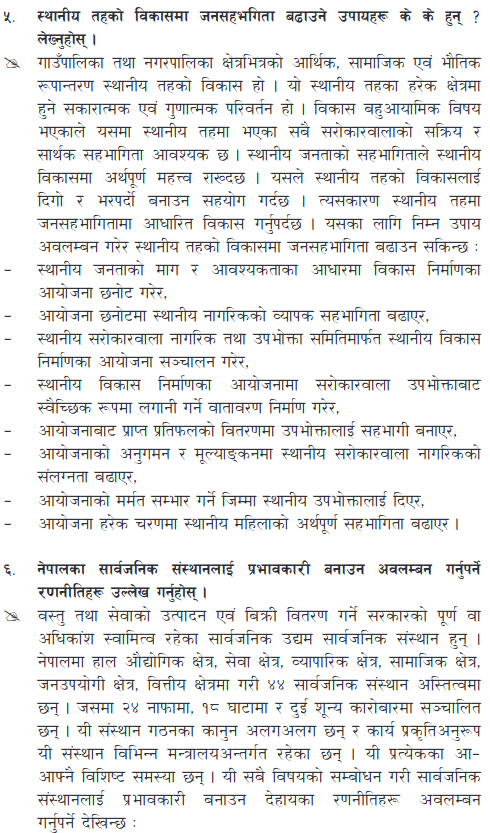 ५. स्थानीय तहको विकासमा जनसहभगिता बढाउने उपायहरू के के हुन् ?
लेख्नुहोस् ।
गाउँपालिका तथा नगरपालिका क्षेत्रभित्रको आर्थिक, सामाजिक एवं भौतिक
रूपान्तरण स्थानीय तहको विकास हो । यो स्थानीय तहका हरेक क्षेत्रमा
हुने सकारात्मक एवं गुणात्मक परिवर्तन हो । विकास बहुआयामिक विषय
भएकाले यसमा स्थानीय तहमा भएका सबै सरोकारवालाको सक्रिय र
सार्थक सहभागिता आवश्यक छ । स्थानीय जनताको सहभागिताले स्थानीय
विकासमा अर्थपूर्ण महत्त्व राख्दछ । यसले स्थानीय तहको विकासलाई
दिगो र भरपर्दो बनाउन सहयोग गर्दछ । त्यसकारण स्थानीय तहमा
जनसहभागितामा आधारित विकास गर्नुपर्दछ । यसका लागि निम्न उपाय
अवलम्बन गरेर स्थानीय तहको विकासमा जनसहभागिता बढाउन सकिन्छ :
– स्थानीय जनताको माग र आवश्यकताका आधारमा विकास निर्माणका
आयोजना छनोट गरेर,
– आयोजना छनोटमा स्थानीय नागरिकको व्यापक सहभागिता बढाएर,
– स्थानीय सरोकारवाला नागरिक तथा उपभोक्ता समितिमार्फत स्थानीय विकास
निर्माणका आयोजना सञ्चालन गरेर,
– स्थानीय विकास निर्माणका आयोजनामा सरोकारवाला उपभोक्ताबाट
स्वैच्छिक रूपमा लगानी गर्ने वातावरण निर्माण गरेर,
– आयोजनाबाट प्राप्त प्रतिफलको वितरणमा उपभोक्तालाई सहभागी बनाएर,
– आयोजनाको अनुगमन र मूल्याङ्कनमा स्थानीय सरोकारवाला नागरिकको
संलग्नता बढाएर,
– आयोजनाको मर्मत सम्भार गर्ने जिम्मा स्थानीय उपभोक्तालाई दिएर,
– आयोजना हरेक चरणमा स्थानीय महिलाको अर्थपूर्ण सहभागिता बढाएर ।
६. नेपालका सार्वजनिक संस्थानलाई प्रभावकारी बनाउन अवलम्बन गर्नुपर्ने
रणनीतिहरू उल्लेख गर्नुहोस् ।
वस्तु तथा सेवाको उत्पादन एवं बिक्री वितरण गर्ने सरकारको पूर्ण वा
अधिकांश स्वामित्व रहेका सार्वजनिक उद्यम सार्वजनिक संस्थान हुन् ।
नेपालमा हाल औद्योगिक क्षेत्र, सेवा क्षेत्र, व्यापारिक क्षेत्र, सामाजिक क्षेत्र,
जनउपयोगी क्षेत्र, वित्तीय क्षेत्रमा गरी ४४ सार्वजनिक संस्थान अस्तित्वमा
छन् । जसमा २४ नाफामा, १८ घाटामा र दुई शून्य कारोबारमा सञ्चालित
छन् । यी संस्थान गठनका कानुन अलगअलग छन् र कार्य प्रकृतिअनुरूप
यी संस्थान विभिन्न मन्त्रालयअन्तर्गत रहेका छन् । यी प्रत्येकका आ–
आफ्नै विशिष्ट समस्या छन् । यी सबै विषयको सम्बोधन गरी सार्वजनिक
संस्थानलाई प्रभावकारी बनाउन देहायका रणनीतिहरू अवलम्बन
गर्नुपर्ने देखिन्छ :